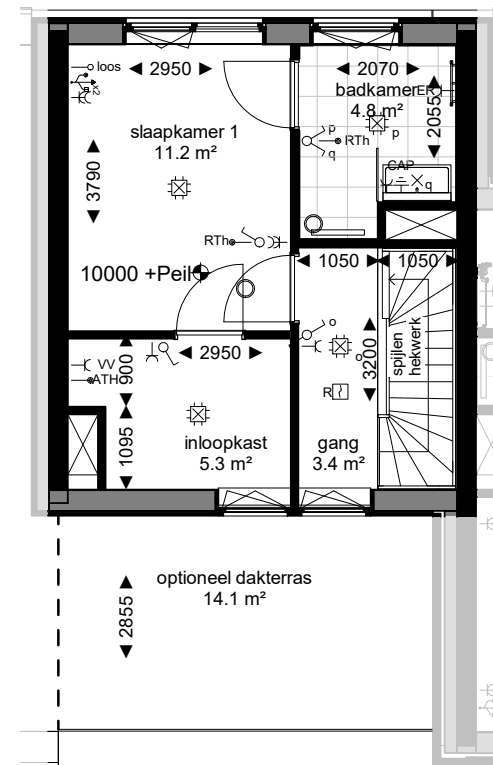 loos
2950
2070
badkamer
4.8 m²
2055
x2
slaapkamer 1
11.2 m²
p
p
RTh
q
3790
CAP
q
RTh
10000 +Peil
1050
1050
o
o
2950
900
VV
ATH
3200
spijlen
hekwerk
R
1095
inloopkast
5.3 m²
gang
3.4 m²
optioneel dakterras
14.1 m²
2855